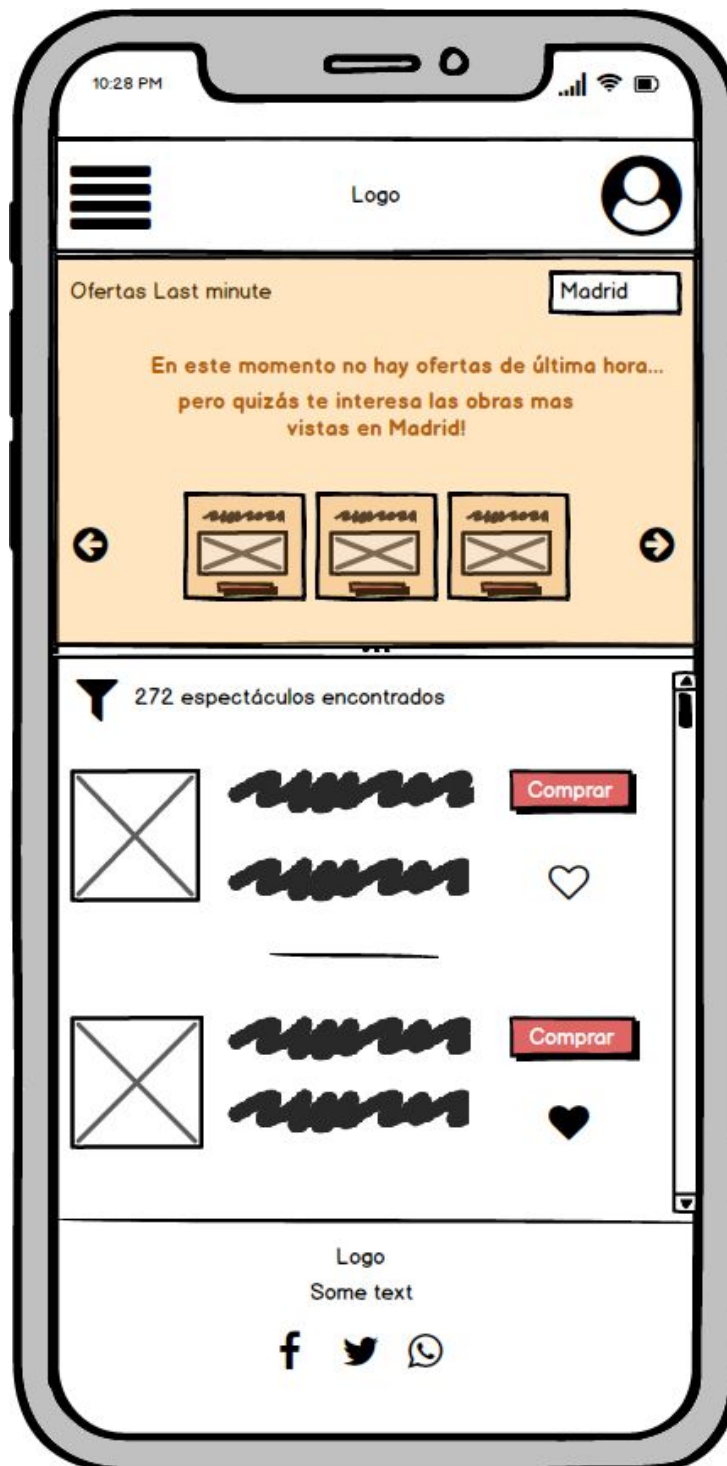 10:28 PM
Logo
Ofertas Last minute
Madrid
En este momento no hay ofertas de última hora...
pero quizás te interesa las obras mas
vistas en Madrid!
272 espectáculos encontrados
Comprar
Comprar
Logo
Some text